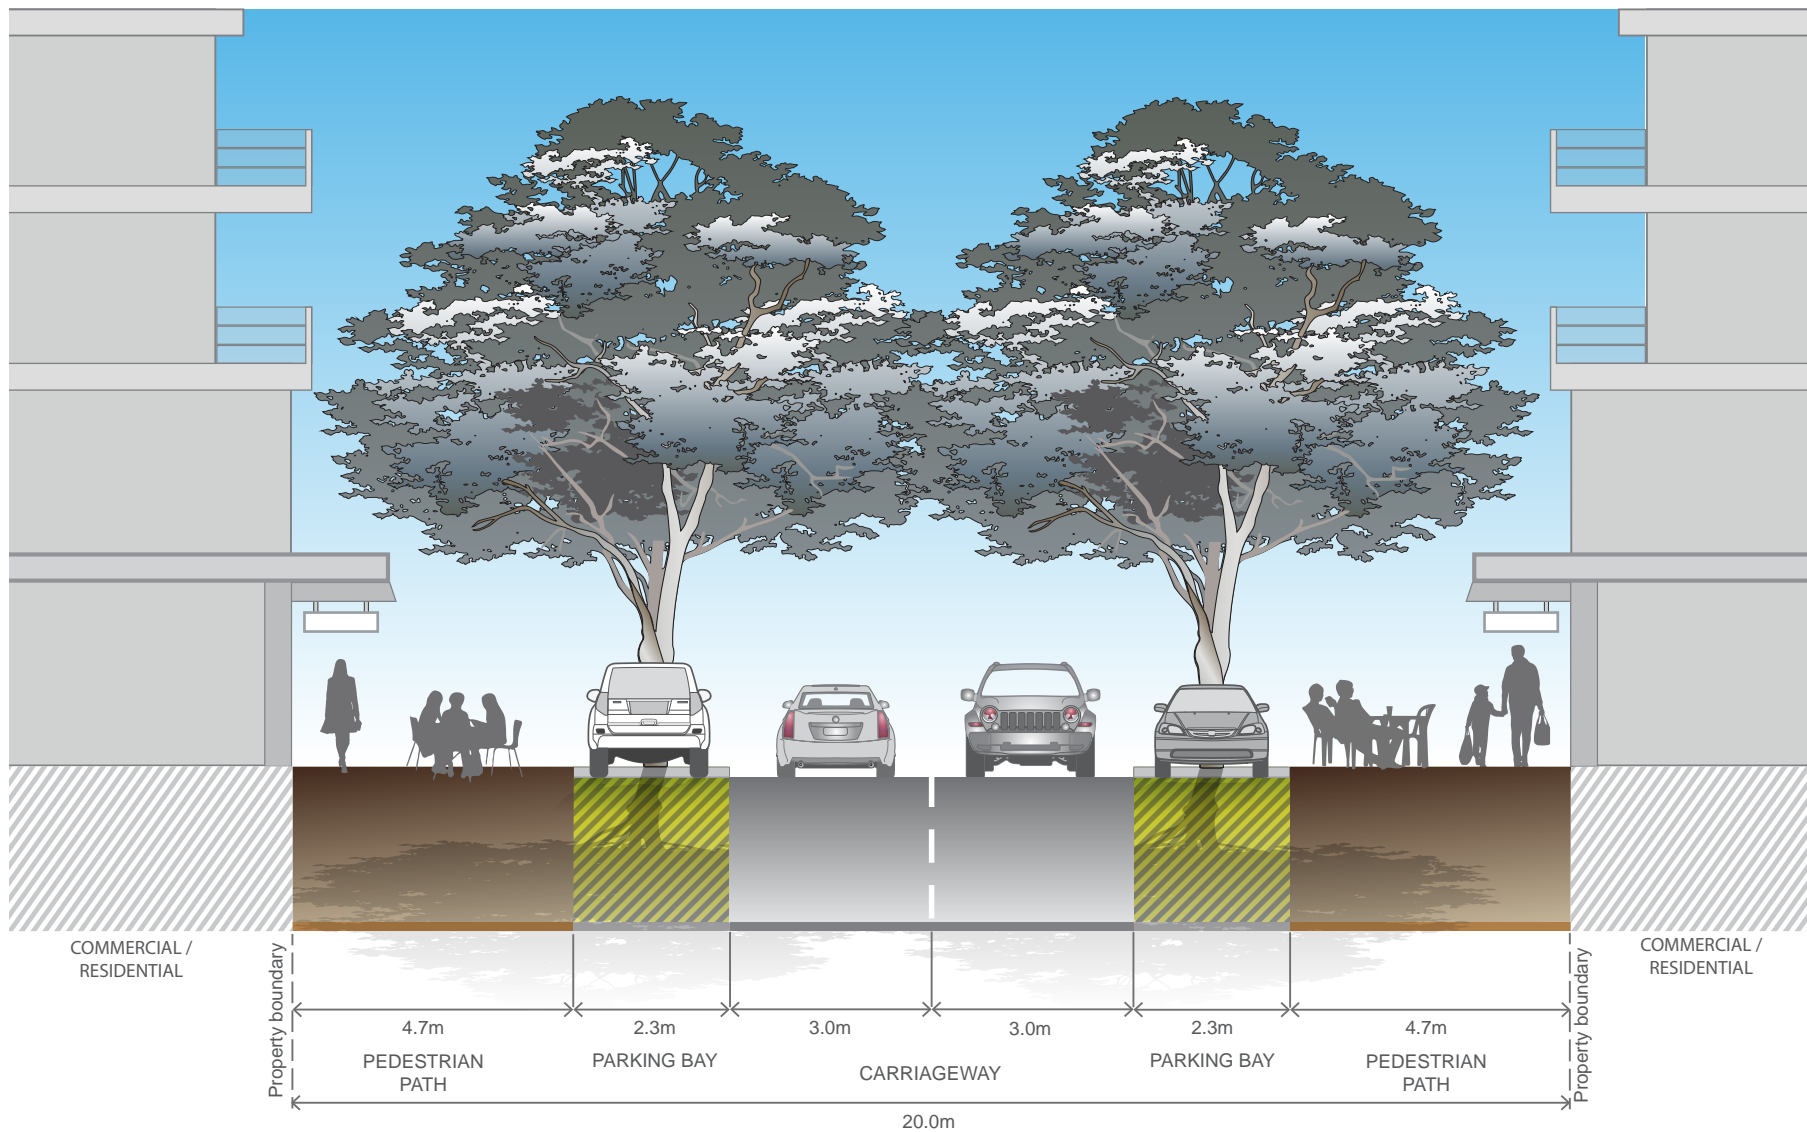 COMMERCIAL /
RESIDENTIAL
Property boundary
4.7m
2.3m
3.0m
3.0m
2.3m
4.7m
PEDESTRIAN
PATH
PARKING BAY
CARRIAGEWAY
PARKING BAY
PEDESTRIAN
PATH
20.0m
Property boundary
COMMERCIAL /
RESIDENTIAL